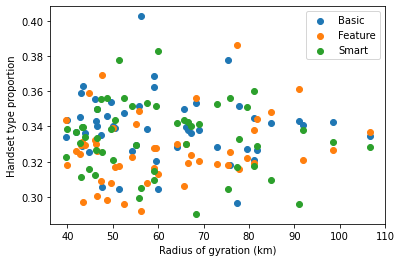 Handset type proportion
0.40
0.38
0.36
0.34
0.32
0.30
Basic
Feature
Smart
40 50 60 70 80 90 100 110
Radius of gyration (km)